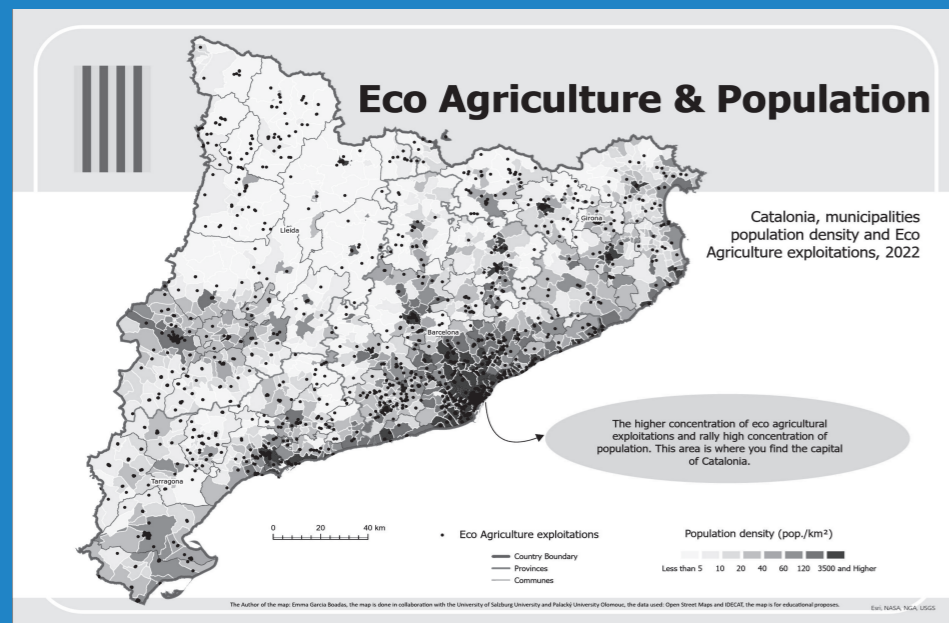 Eco Agriculture & Population
Catalonia, municipalities
population density and Eco
Agriculture exploitations, 2022
Lleida
Girona
Barcelona
Tarragona
The higher concentration of eco agricultural
exploitations and rally high concentration of
population. This area is where you find the capital
of Catalonia.
0 20 40 km
Eco Agriculture exploitations
Country Boundary
Provinces
Communes
Population density (pop./km²)
Less than 5 10 20 40 60 120 3500 and Higher
The Author of the map: Emma Garcia Boadas, the map is done in collaboration with the University of Salzburg University and Palacký University Olomouc, the data used: Open Street Maps and IDECAT, the map is for educational proposes.
Esri, NASA, NGA, USGS